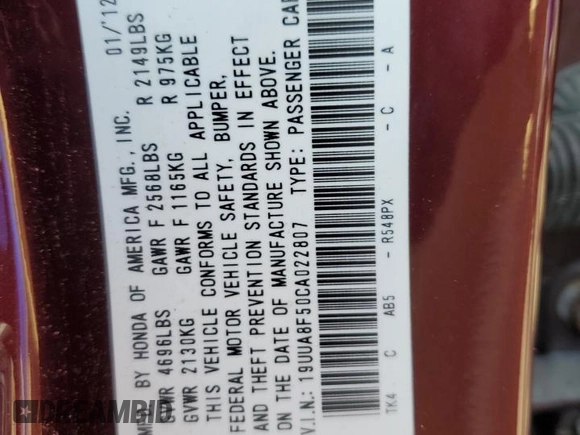 BY HONDA OF AMERICA MFG., INC. 01/'12
GVWR 4696LBS GAWR F 2568LBS R 2149LBS
GVWR 2130KG GAWR F 1165KG R 975KG
THIS VEHICLE CONFORMS TO ALL APPLICABLE
FEDERAL MOTOR VEHICLE SAFETY, BUMPER,
AND THEFT PREVENTION STANDARDS IN EFFECT
ON THE DATE OF MANUFACTURE SHOWN ABOVE.
V.I.N.: 19UUA8F50CA022807 TYPE: PASSENGER CAR
TK4 C AB5 - R548PX - C - A
DREAMBID